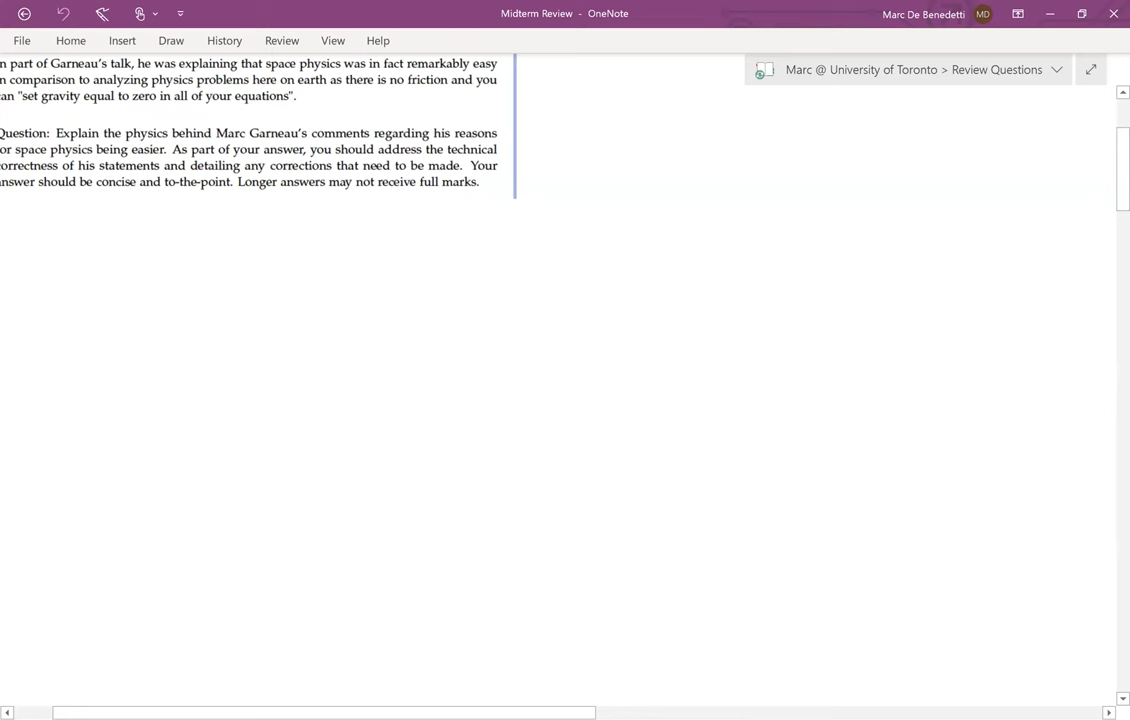 Midterm Review - OneNote
Marc De Benedetti MD
File Home Insert Draw History Review View Help
Marc @ University of Toronto > Review Questions
n part of Garneau's talk, he was explaining that space physics was in fact remarkably easy
n comparison to analyzing physics problems here on earth as there is no friction and you
an "set gravity equal to zero in all of your equations".
Question: Explain the physics behind Marc Garneau's comments regarding his reasons
or space physics being easier. As part of your answer, you should address the technical
correctness of his statements and detailing any corrections that need to be made. Your
answer should be concise and to-the-point. Longer answers may not receive full marks.